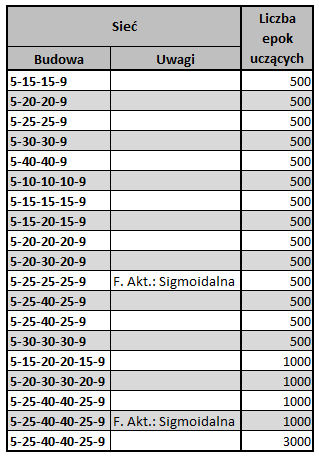 Sieć
Liczba
epok
uczących
Budowa Uwagi
5-15-15-9 500
5-20-20-9 500
5-25-25-9 500
5-30-30-9 500
5-40-40-9 500
5-10-10-10-9 500
5-15-15-15-9 500
5-15-20-15-9 500
5-20-20-20-9 500
5-20-30-20-9 500
5-25-25-25-9 F. Akt.: Sigmoidalna 500
5-25-40-25-9 500
5-25-40-25-9 500
5-30-30-30-9 500
5-15-20-20-15-9 1000
5-20-30-30-20-9 1000
5-25-40-40-25-9 1000
5-25-40-40-25-9 F. Akt.: Sigmoidalna 1000
5-25-40-40-25-9 3000